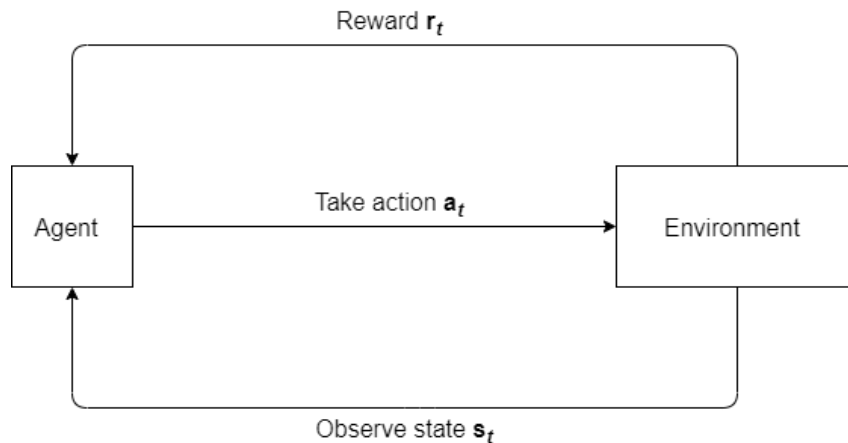 Reward r_t
Take action a_t
Agent
Environment
Observe state s_t